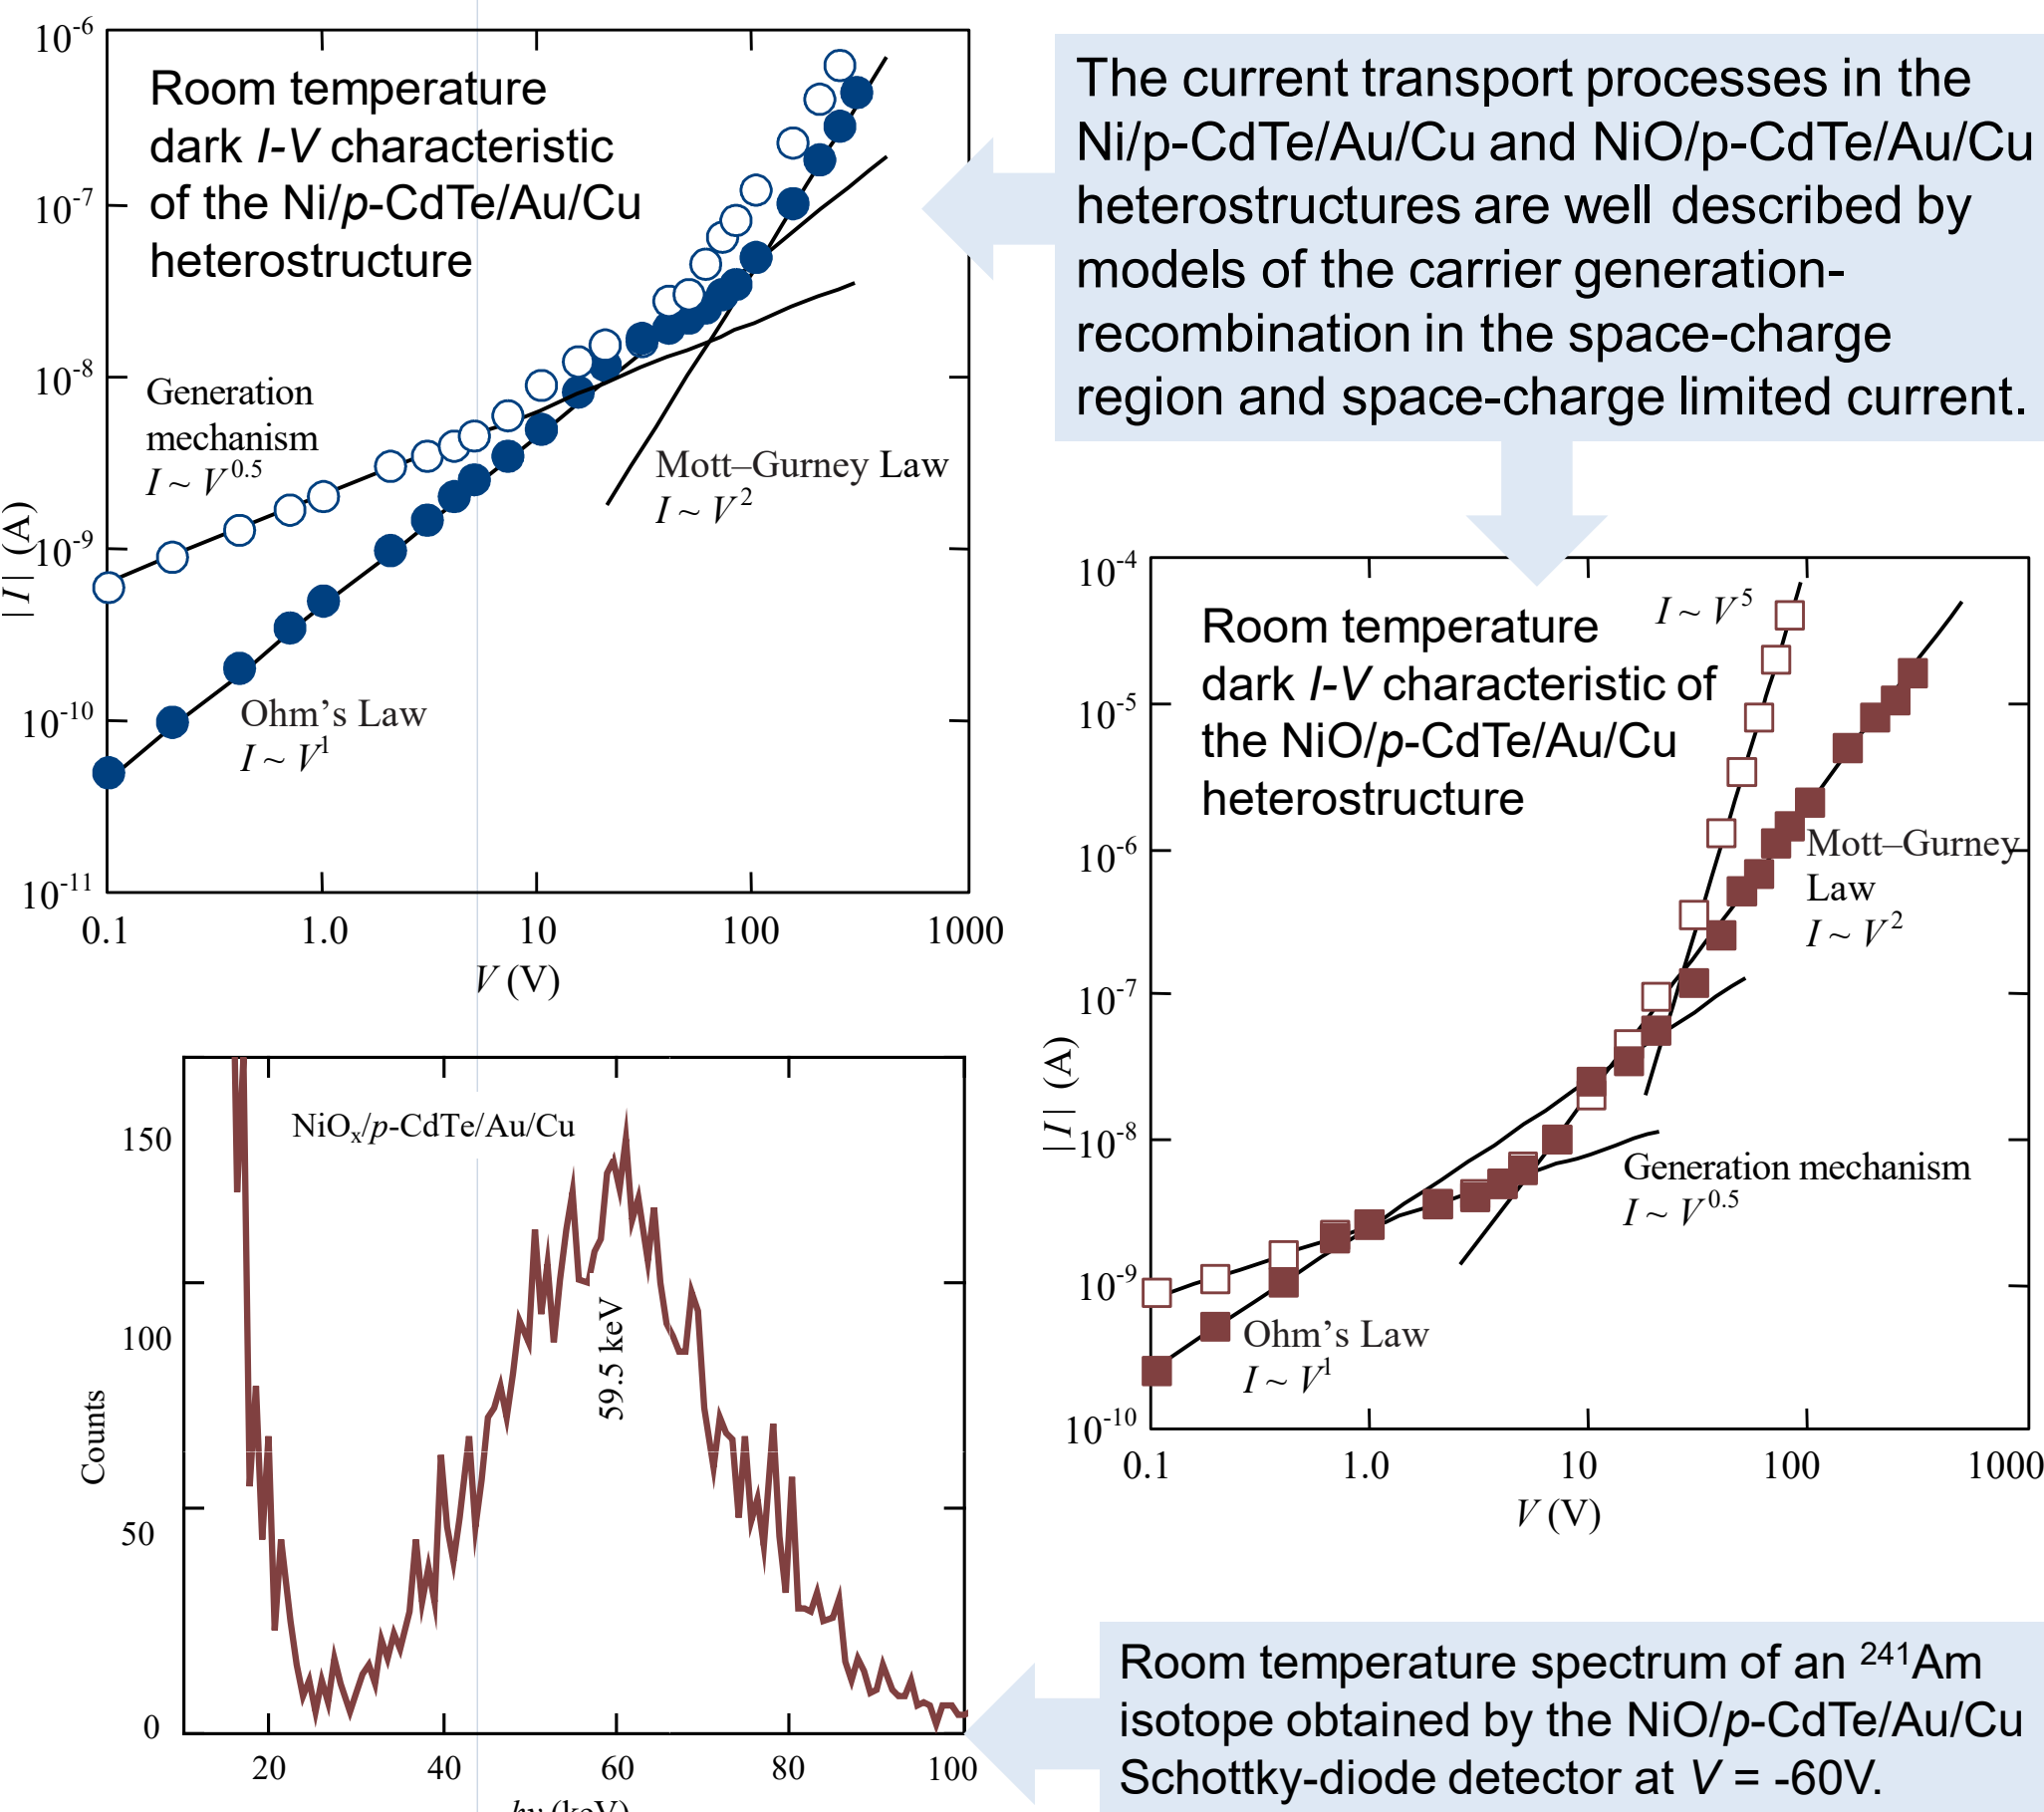 10⁻⁶
10⁻⁷
10⁻⁸
10⁻⁹
10⁻¹⁰
10⁻¹¹
|I| (A)
Room temperature
dark I-V characteristic
of the Ni/p-CdTe/Au/Cu
heterostructure
Generation
mechanism
I ~ V⁰·⁵
Mott–Gurney Law
I ~ V²
Ohm's Law
I ~ V¹
0.1 1.0 10 100 1000
V (V)
The current transport processes in the
Ni/p-CdTe/Au/Cu and NiO/p-CdTe/Au/Cu
heterostructures are well described by
models of the carrier generation-
recombination in the space-charge
region and space-charge limited current.
10⁻⁴
10⁻⁵
10⁻⁶
10⁻⁷
10⁻⁸
10⁻⁹
10⁻¹⁰
|I| (A)
I ~ V⁵
Room temperature
dark I-V characteristic of
the NiO/p-CdTe/Au/Cu
heterostructure
Mott–Gurney
Law
I ~ V²
Generation mechanism
I ~ V⁰·⁵
Ohm's Law
I ~ V¹
0.1 1.0 10 100 1000
V (V)
NiOₓ/p-CdTe/Au/Cu
150
100
50
0
Counts
59.5 keV
20 40 60 80 100
hν (keV)
Room temperature spectrum of an ²⁴¹Am
isotope obtained by the NiO/p-CdTe/Au/Cu
Schottky-diode detector at V = -60V.